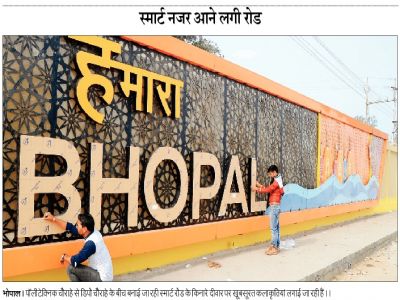 स्मार्ट नजर आने लगी रोड
हमारा
BHOPAL
भोपाल। पॉलीटेक्निक चौराहे से डिपो चौराहे के बीच बनाई जा रही स्मार्ट रोड के किनारे दीवार पर खूबसूरत कलाकृतियां लगाई जा रही हैं।।